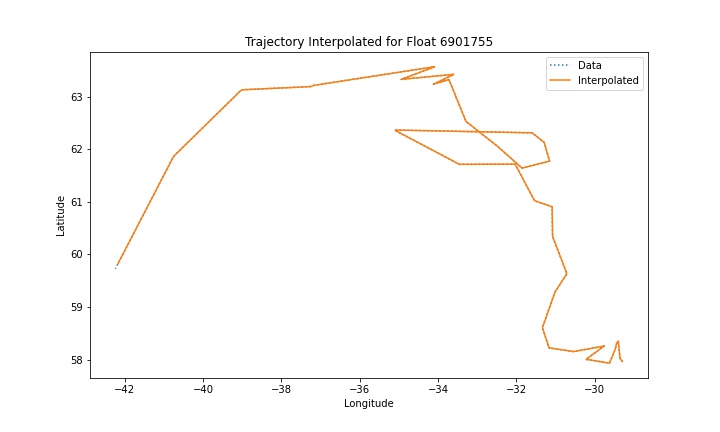 Trajectory Interpolated for Float 6901755
Data
Interpolated
63
62
61
60
59
58
Latitude
−42
−40
−38
−36
−34
−32
−30
Longitude